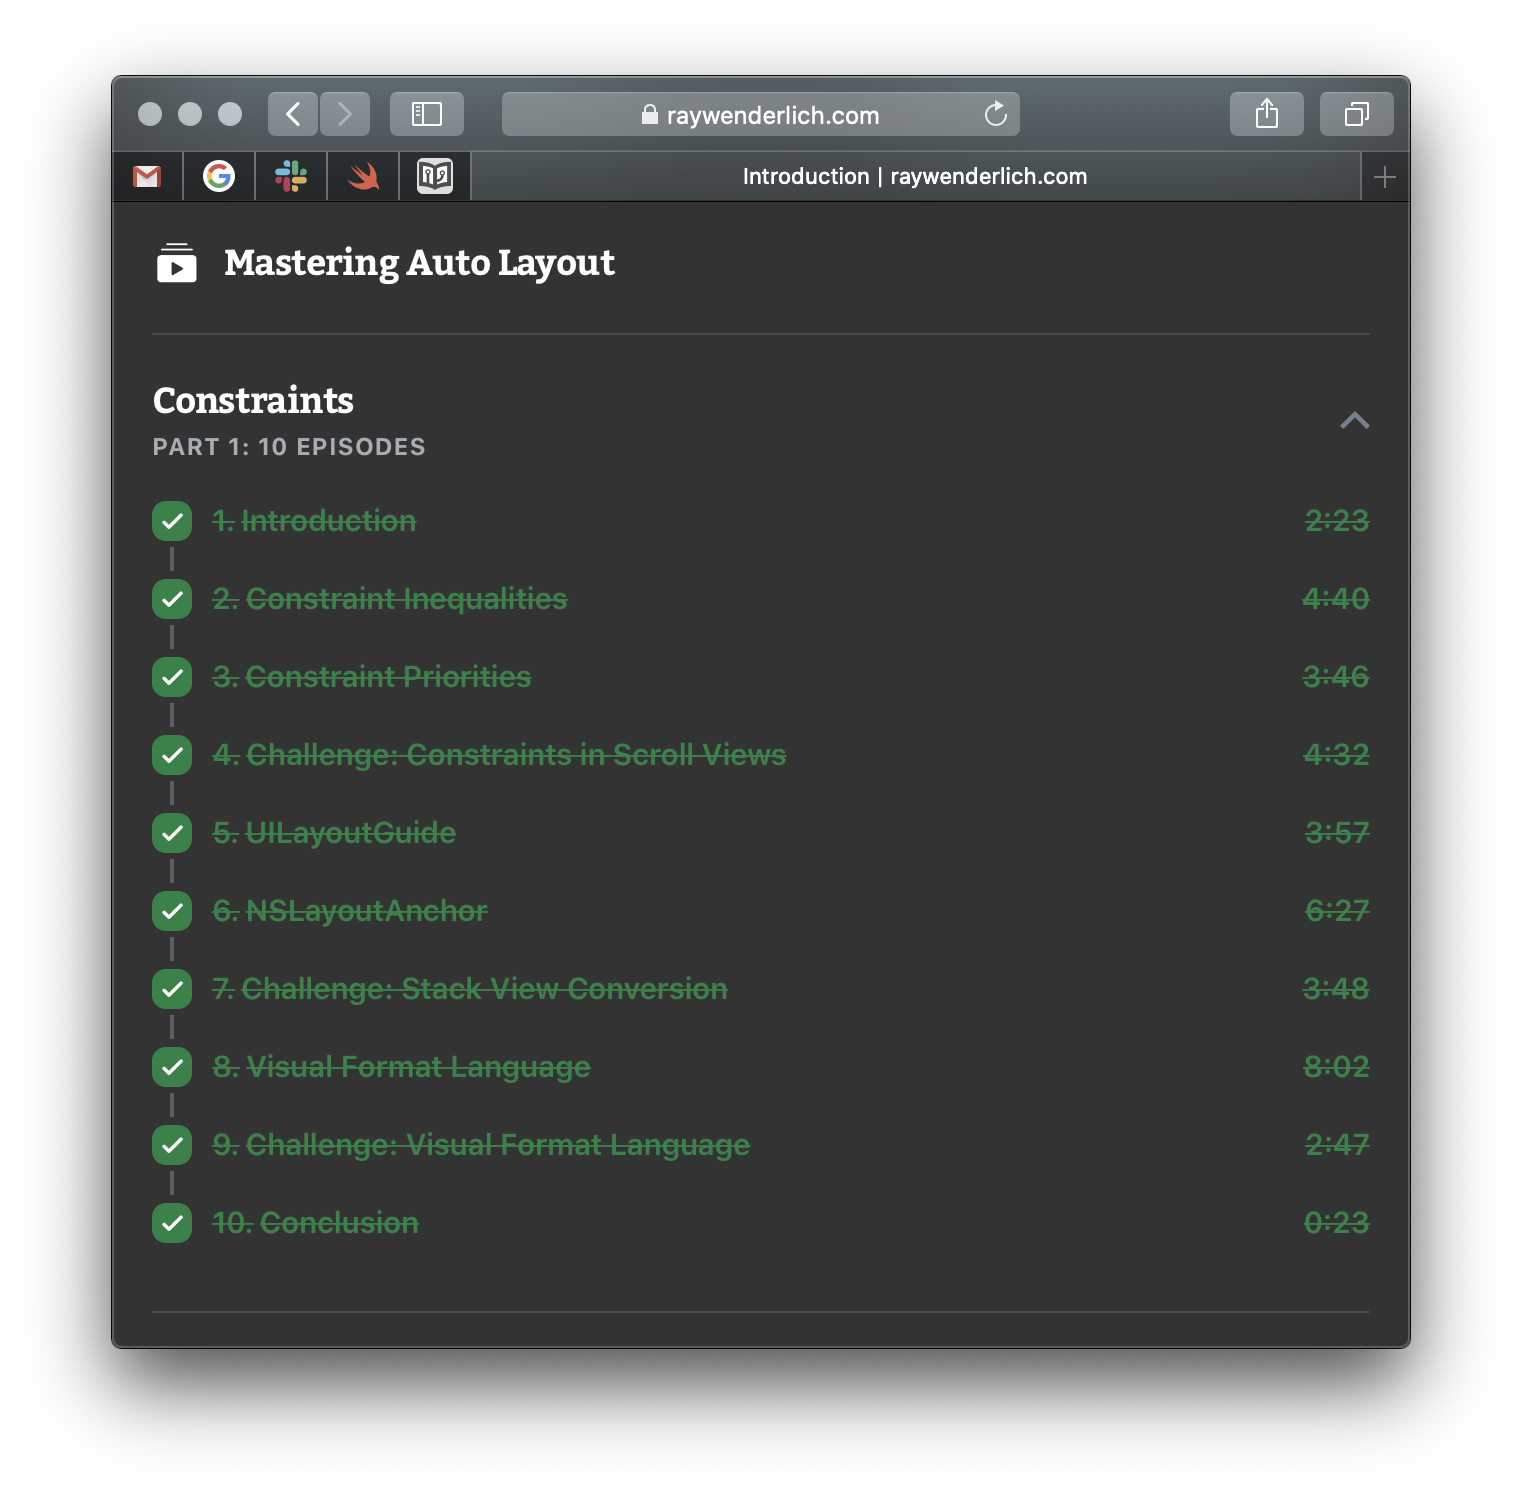 raywenderlich.com
Introduction | raywenderlich.com
Mastering Auto Layout
Constraints
PART 1: 10 EPISODES
1. Introduction 2:23
2. Constraint Inequalities 4:40
3. Constraint Priorities 3:46
4. Challenge: Constraints in Scroll Views 4:32
5. UILayoutGuide 3:57
6. NSLayoutAnchor 6:27
7. Challenge: Stack View Conversion 3:48
8. Visual Format Language 8:02
9. Challenge: Visual Format Language 2:47
10. Conclusion 0:23